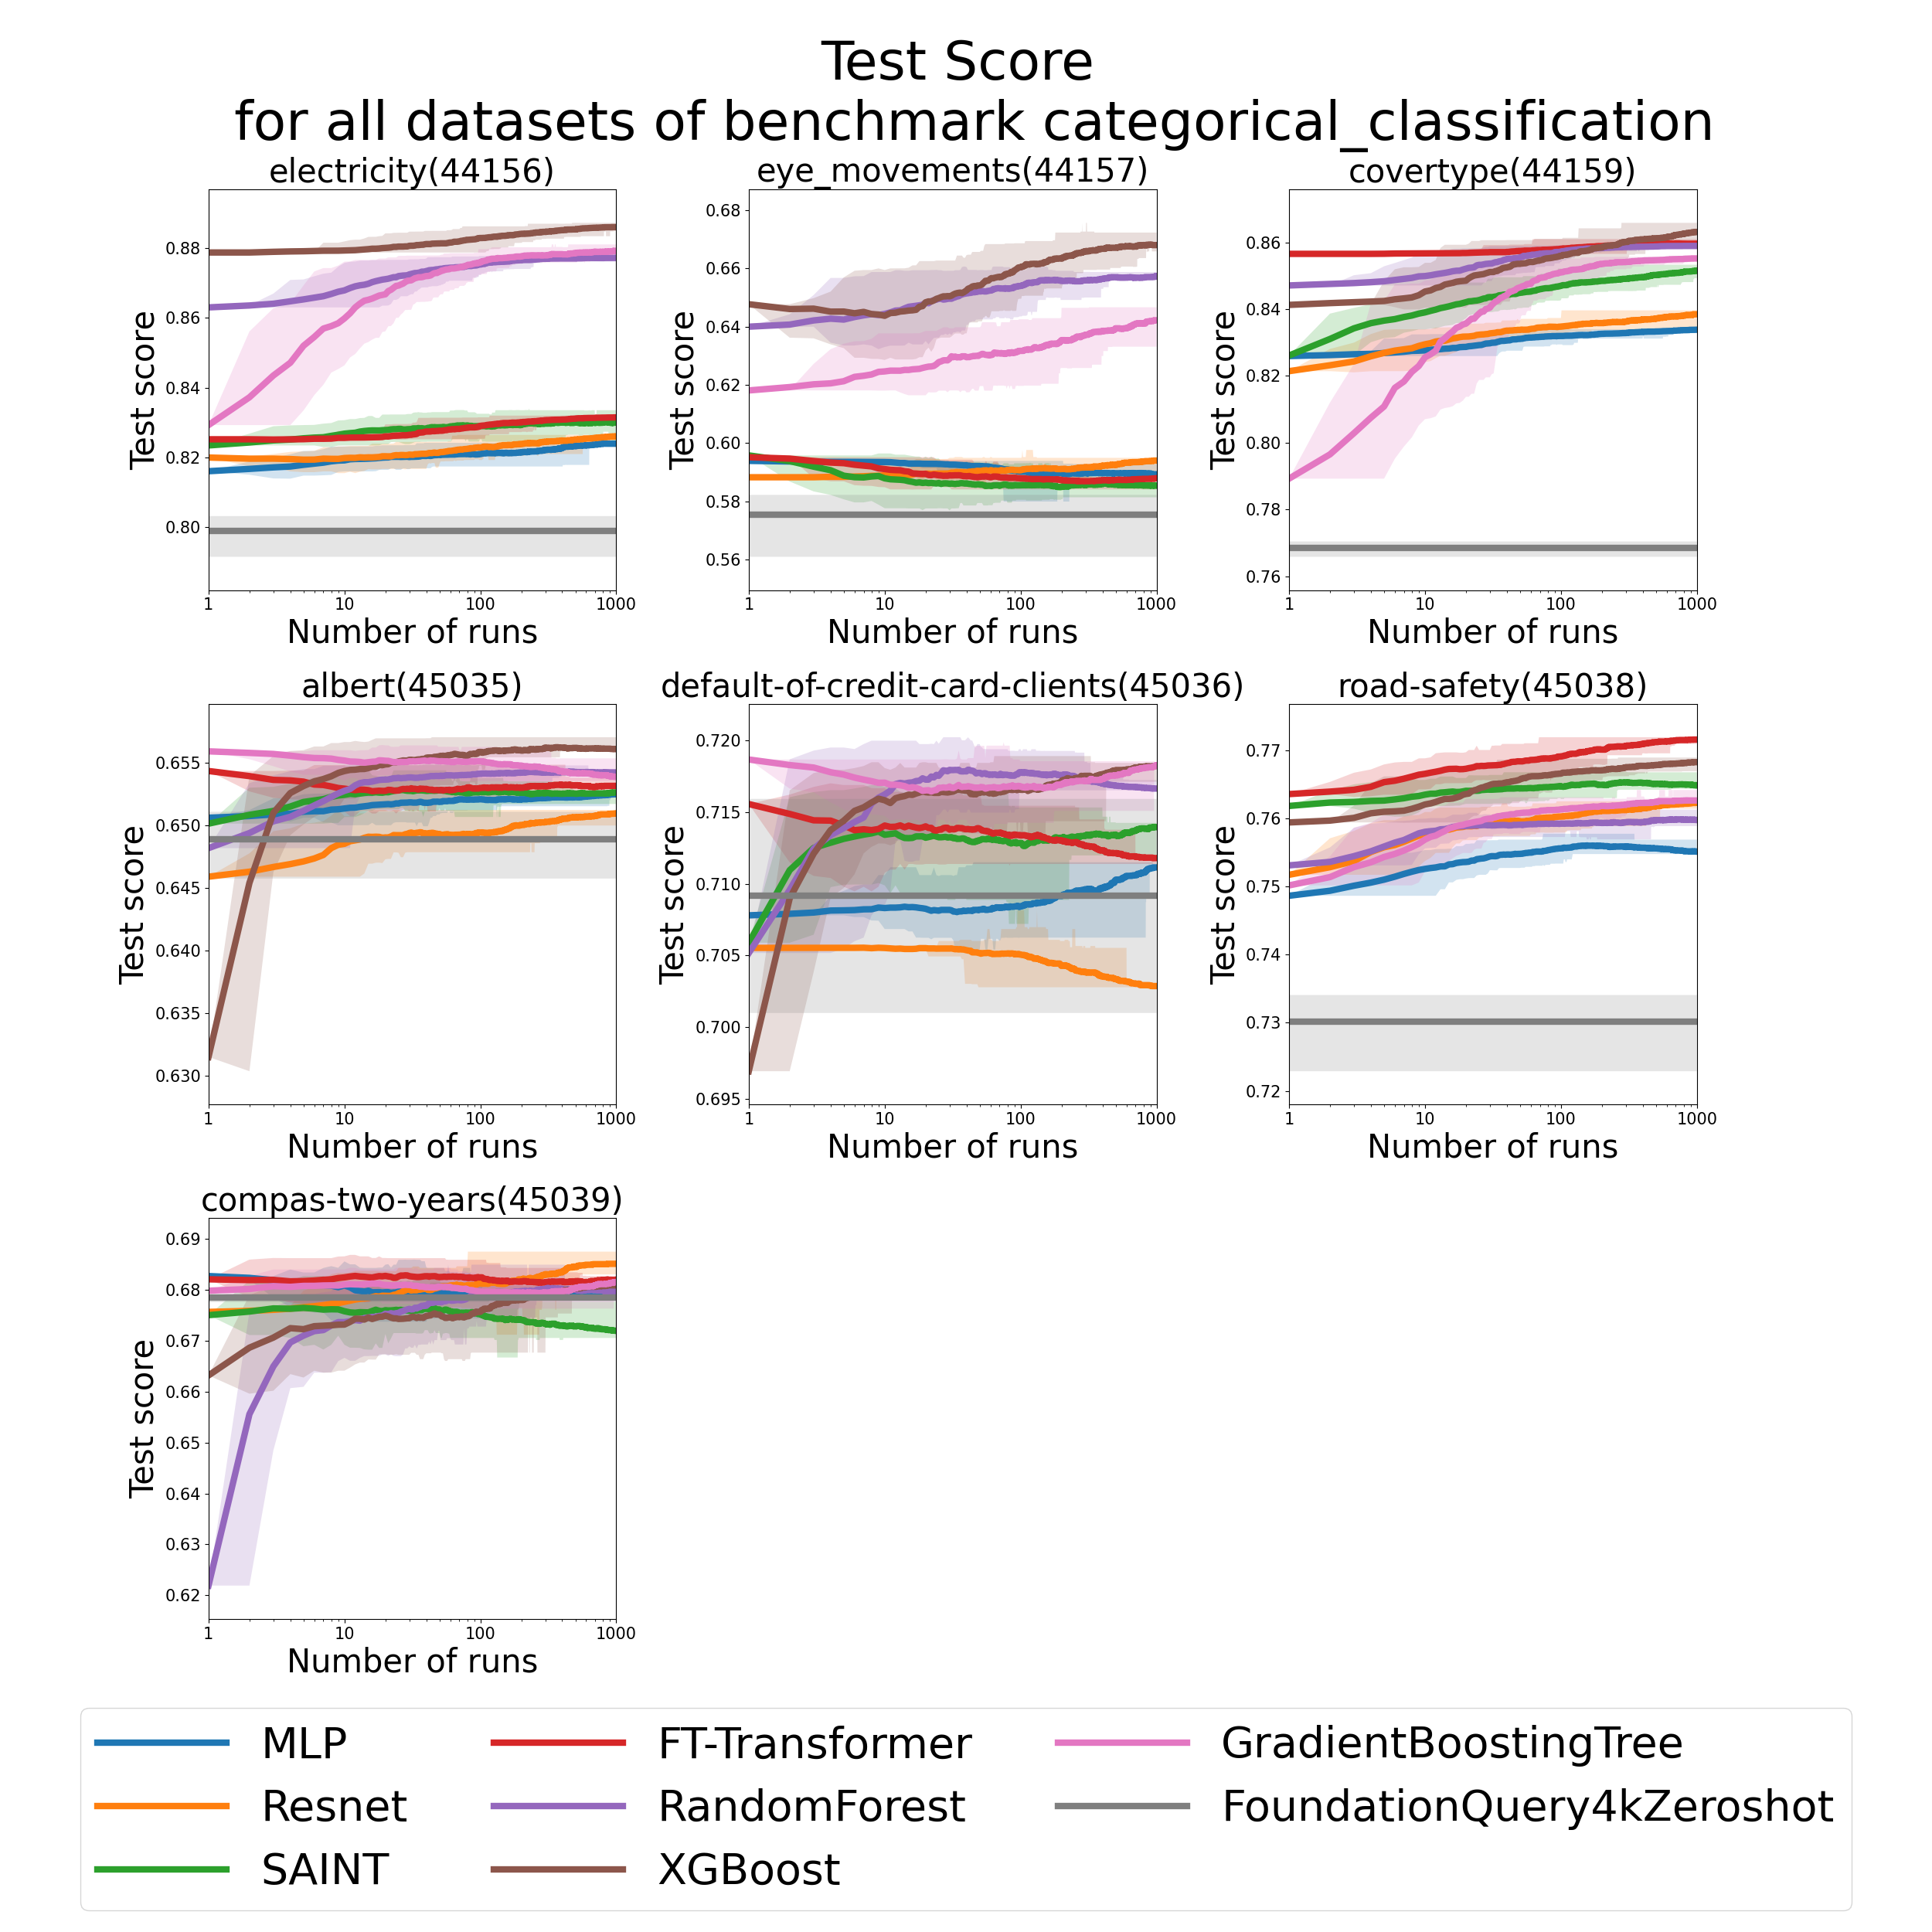 Test Score
for all datasets of benchmark categorical_classification
electricity(44156)
eye_movements(44157)
covertype(44159)
Test score
0.88
0.86
0.84
0.82
0.80
1 10 100 1000
Number of runs
Test score
0.68
0.66
0.64
0.62
0.60
0.58
0.56
1 10 100 1000
Number of runs
Test score
0.86
0.84
0.82
0.80
0.78
0.76
1 10 100 1000
Number of runs
albert(45035)
default-of-credit-card-clients(45036)
road-safety(45038)
Test score
0.655
0.650
0.645
0.640
0.635
0.630
1 10 100 1000
Number of runs
Test score
0.720
0.715
0.710
0.705
0.700
0.695
1 10 100 1000
Number of runs
Test score
0.77
0.76
0.75
0.74
0.73
0.72
1 10 100 1000
Number of runs
compas-two-years(45039)
Test score
0.69
0.68
0.67
0.66
0.65
0.64
0.63
0.62
1 10 100 1000
Number of runs
MLP
Resnet
SAINT
FT-Transformer
RandomForest
XGBoost
GradientBoostingTree
FoundationQuery4kZeroshot